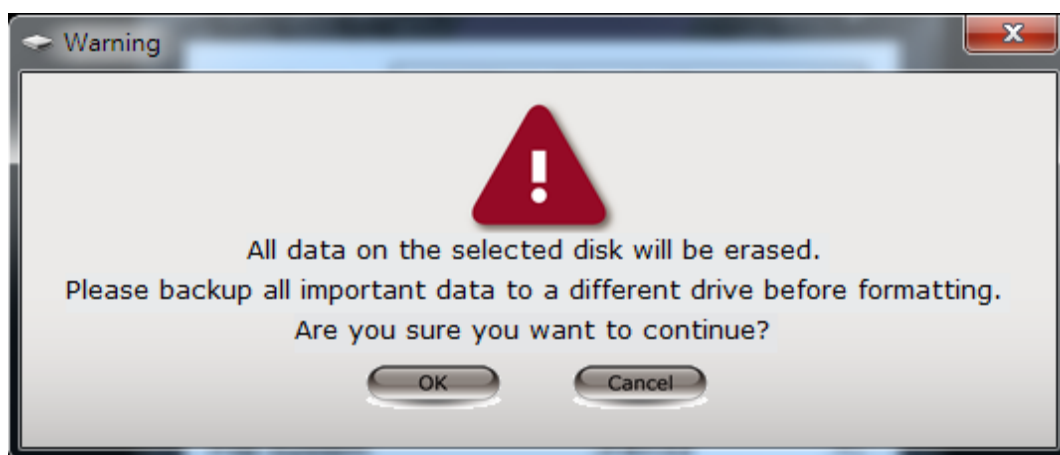 Warning
All data on the selected disk will be erased.
Please backup all important data to a different drive before formatting.
Are you sure you want to continue?
OK Cancel